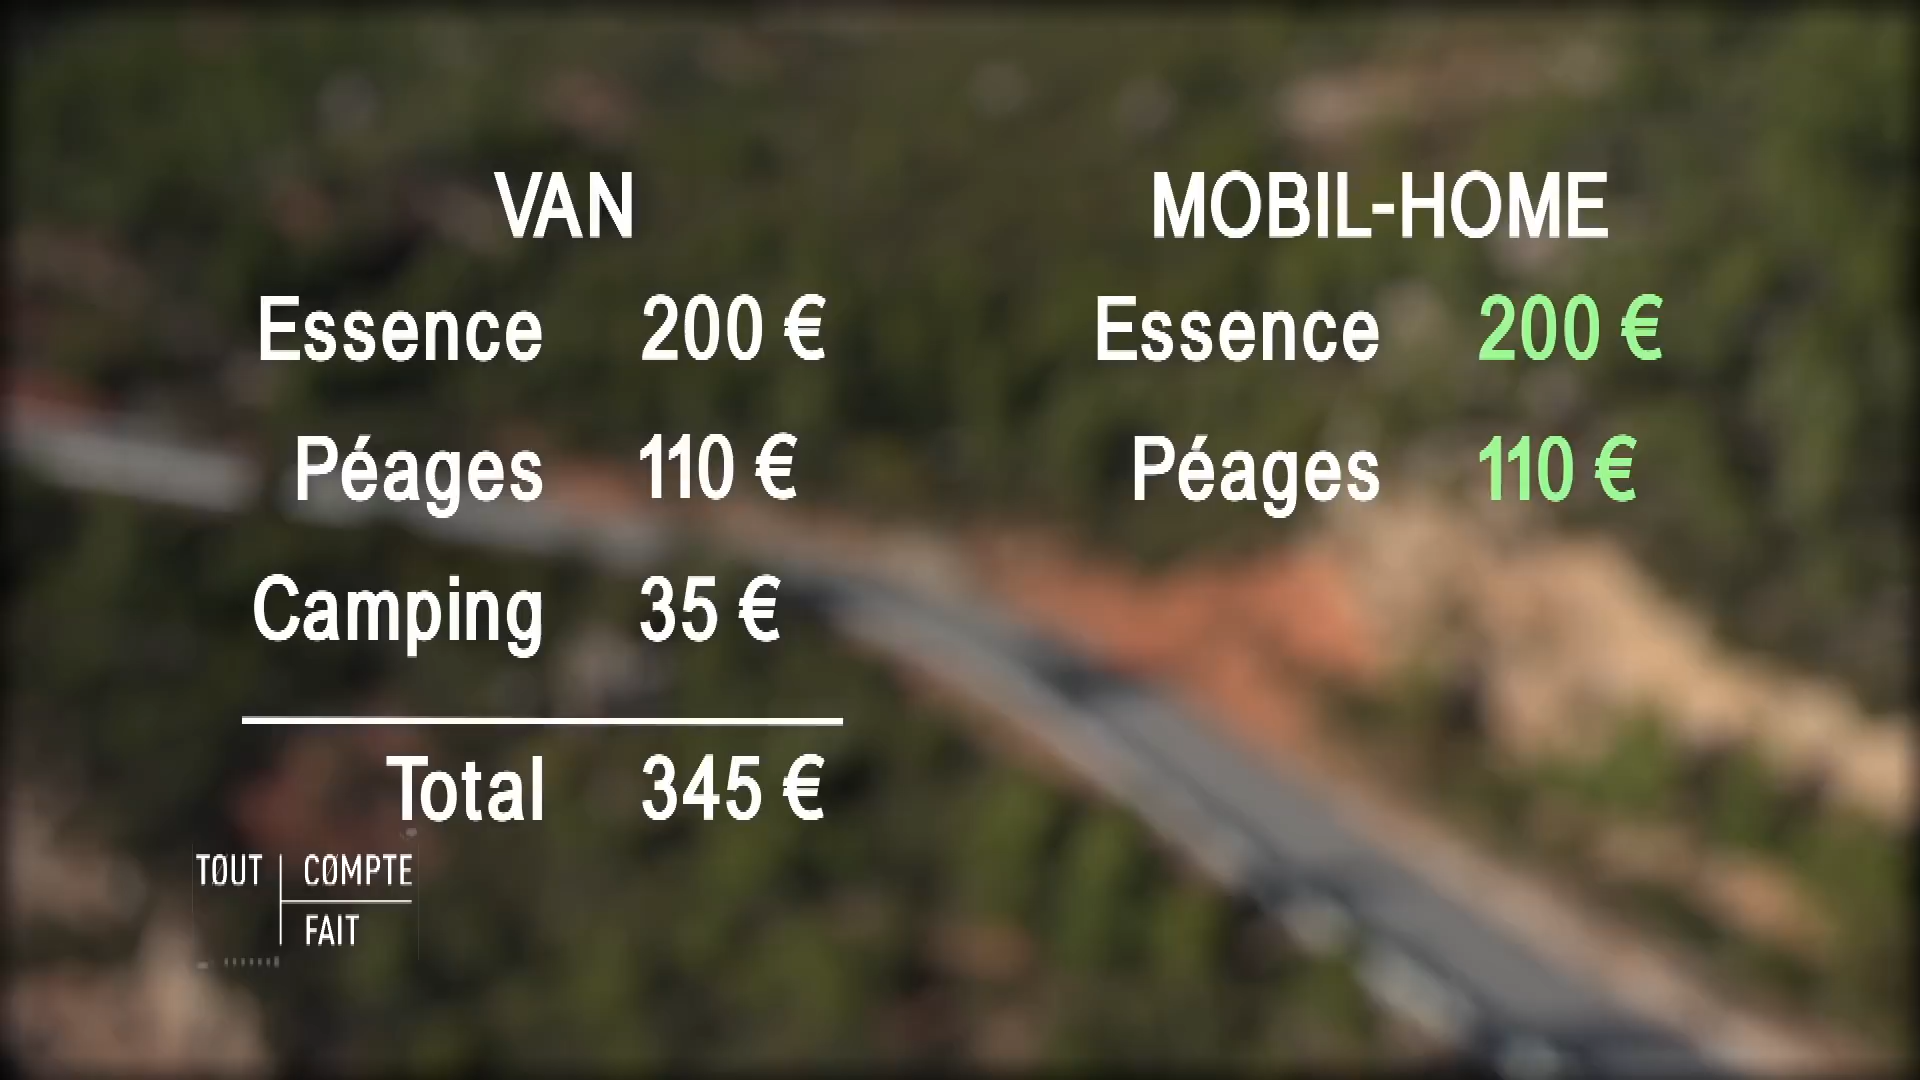 VAN
Essence 200 €
Péages 110 €
Camping 35 €
Total 345 €
MOBIL-HOME
Essence 200 €
Péages 110 €
TOUT COMPTE
FAIT